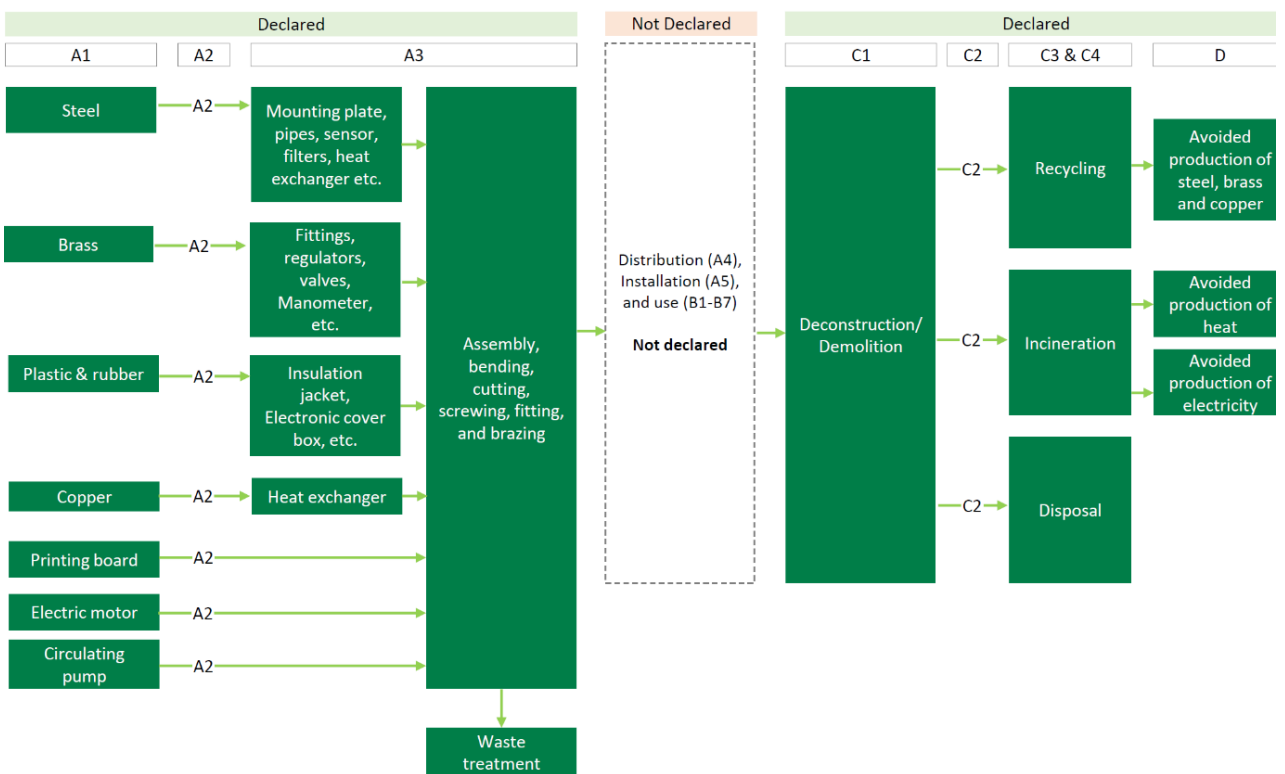 Declared
Not Declared
Declared
A1
A2
A3
C1
C2
C3 & C4
D
Steel
A2
Mounting plate,
pipes, sensor,
filters, heat
exchanger etc.
Brass
A2
Fittings,
regulators,
valves,
Manometer,
etc.
Plastic & rubber
A2
Insulation
jacket,
Electronic cover
box, etc.
Copper
A2
Heat exchanger
Printing board
A2
Electric motor
A2
Circulating
pump
A2
Assembly,
bending,
cutting,
screwing, fitting,
and brazing
Waste
treatment
Distribution (A4),
Installation (A5),
and use (B1-B7)
Not declared
Deconstruction/
Demolition
C2
Recycling
Avoided
production of
steel, brass
and copper
C2
Incineration
Avoided
production of
heat
Avoided
production of
electricity
C2
Disposal